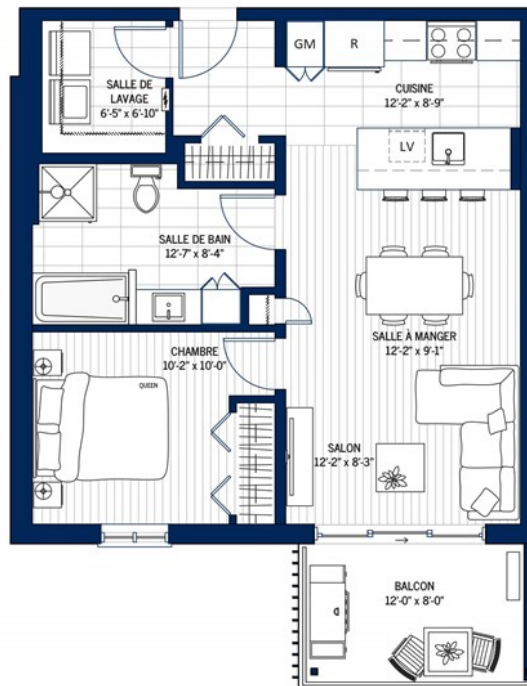 SALLE DE
LAVAGE
6'-5" x 6'-10"
GM
R
CUISINE
12'-2" x 8'-9"
LV
SALLE DE BAIN
12'-7" x 8'-4"
SALLE À MANGER
12'-2" x 9'-1"
CHAMBRE
10'-2" x 10'-0"
QUEEN
SALON
12'-2" x 8'-3"
BALCON
12'-0" x 8'-0"